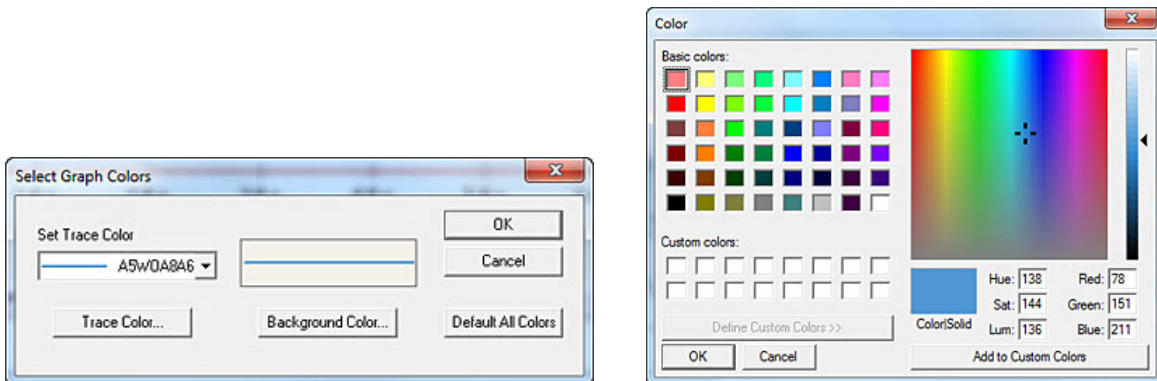 Select Graph Colors
Set Trace Color
A5W0A8A6
OK
Cancel
Trace Color...
Background Color...
Default All Colors
Color
Basic colors:
Custom colors:
Define Custom Colors >>
OK
Cancel
Color|Solid
Hue: 138
Sat: 144
Lum: 136
Red: 78
Green: 151
Blue: 211
Add to Custom Colors